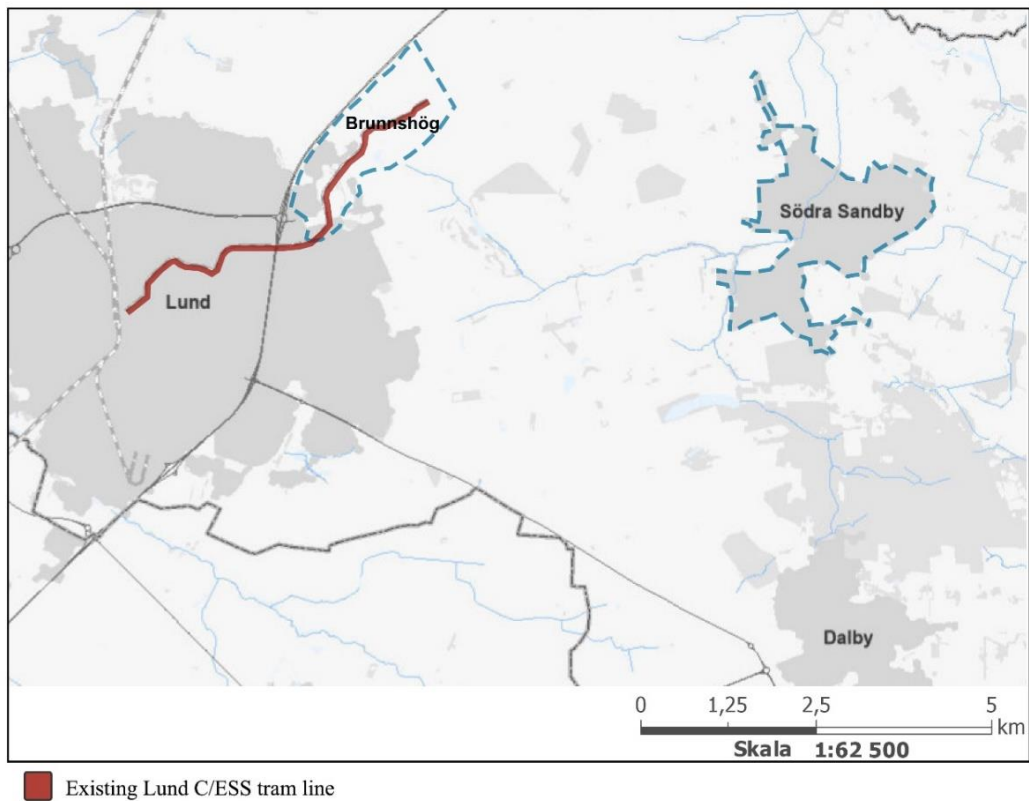 Brunnshög
Södra Sandby
Lund
Dalby
0 1,25 2,5 5
km
Skala 1:62 500
Existing Lund C/ESS tram line